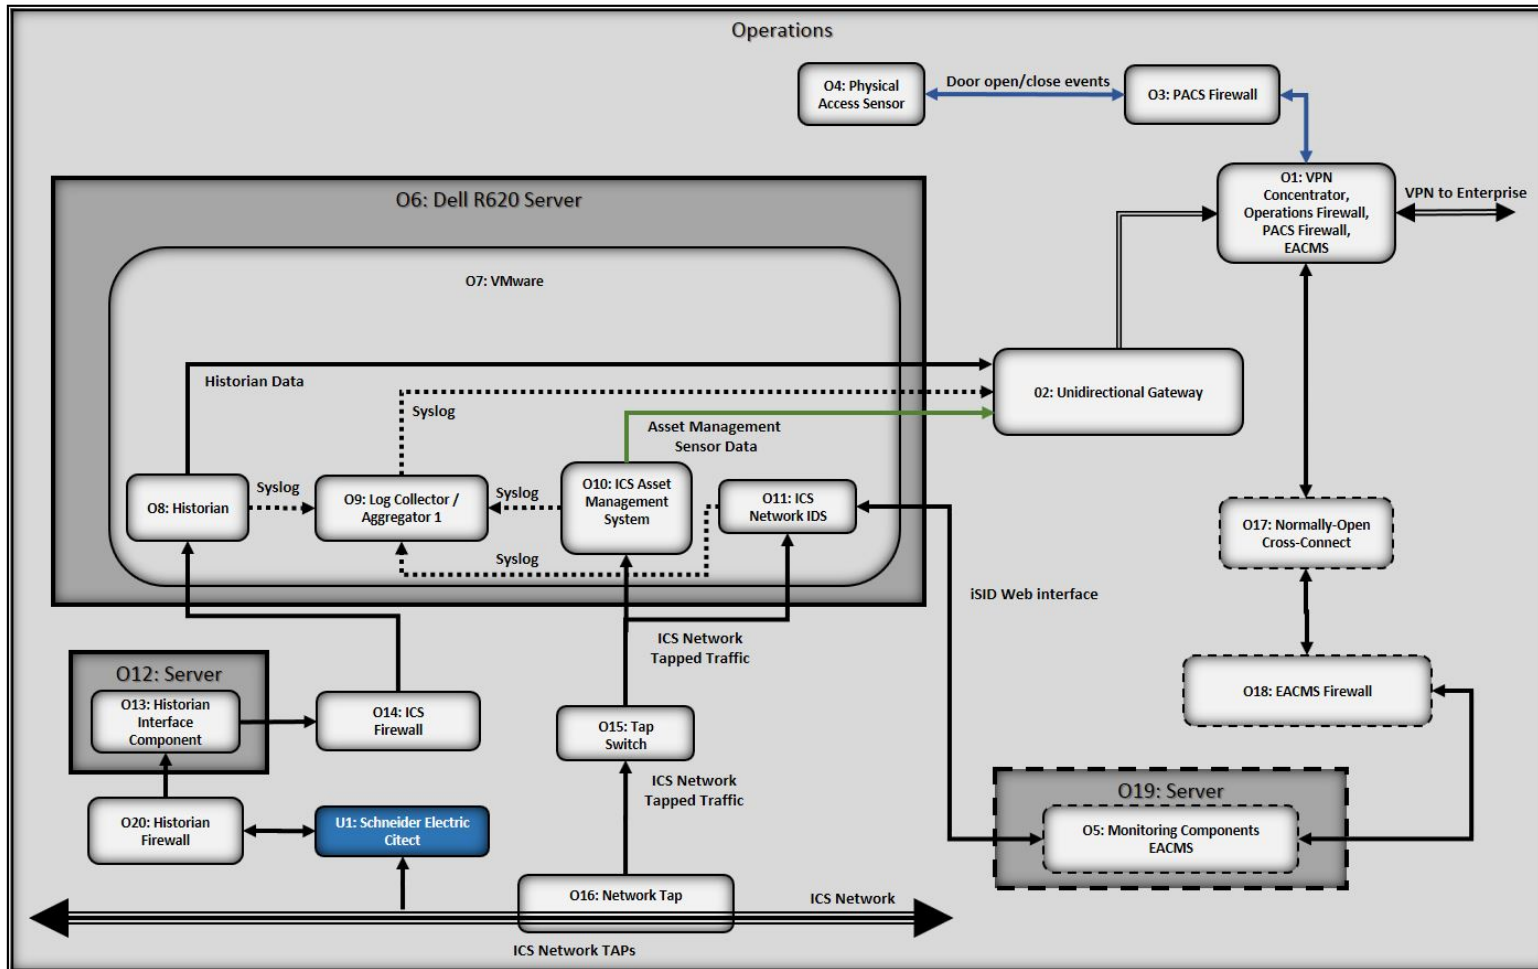 Operations
O4: Physical
Access Sensor
Door open/close events
O3: PACS Firewall
O1: VPN
Concentrator,
Operations Firewall,
PACS Firewall,
EACMS
VPN to Enterprise
O6: Dell R620 Server
O7: VMware
Historian Data
Syslog
Asset Management
Sensor Data
02: Unidirectional Gateway
O8: Historian
Syslog
O9: Log Collector /
Aggregator 1
Syslog
O10: ICS Asset
Management
System
O11: ICS
Network IDS
Syslog
O17: Normally-Open
Cross-Connect
iSID Web interface
ICS Network
Tapped Traffic
O12: Server
O13: Historian
Interface
Component
O14: ICS
Firewall
O15: Tap
Switch
O18: EACMS Firewall
ICS Network
Tapped Traffic
O19: Server
O5: Monitoring Components
EACMS
O20: Historian
Firewall
U1: Schneider Electric
Citect
O16: Network Tap
ICS Network
ICS Network TAPs